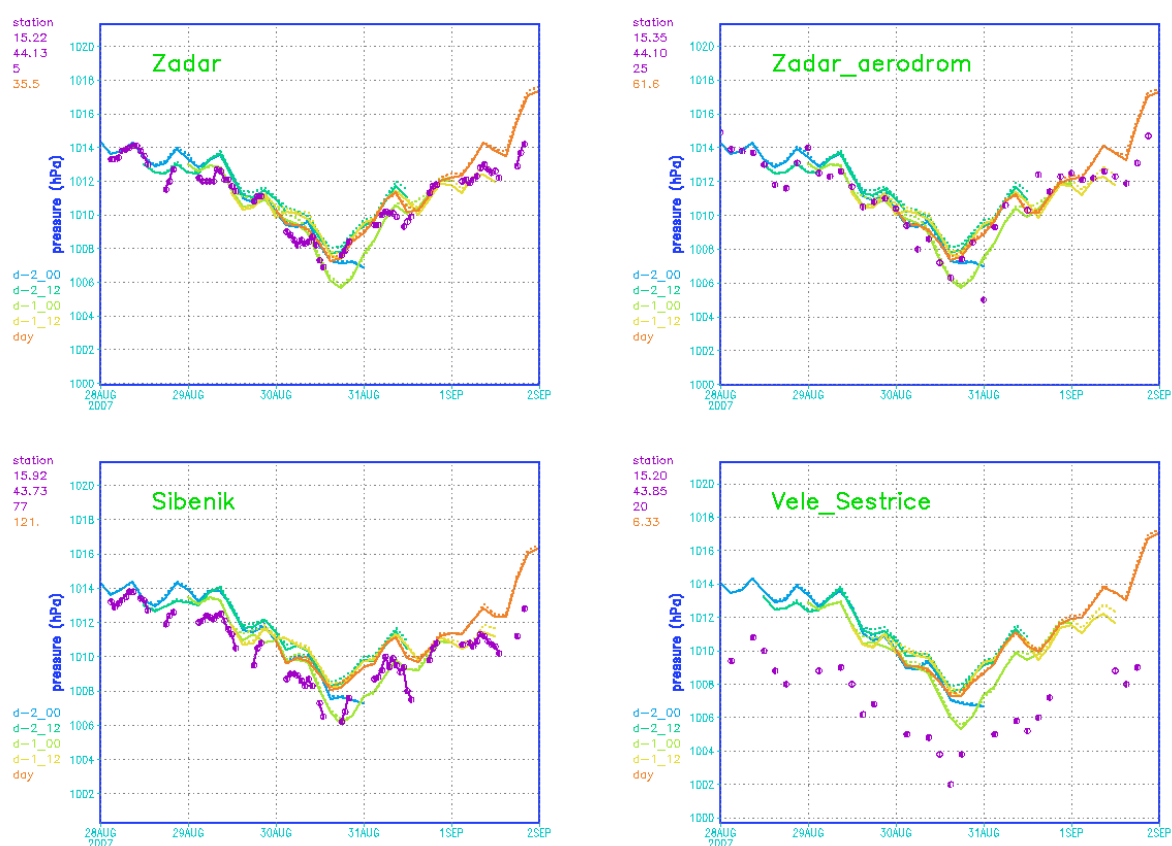 station
15.22
44.13
5
35.5
Zadar
1020
1018
1016
1014
1012
1010
1008
1006
1004
1002
1000
pressure (hPa)
d-2_00
d-2_12
d-1_00
d-1_12
day
28AUG
2007
29AUG
30AUG
31AUG
1SEP
2SEP
station
15.35
44.10
25
61.6
Zadar_aerodrom
1020
1018
1016
1014
1012
1010
1008
1006
1004
1002
1000
pressure (hPa)
d-2_00
d-2_12
d-1_00
d-1_12
day
28AUG
2007
29AUG
30AUG
31AUG
1SEP
2SEP
station
15.92
43.73
77
121.
Sibenik
1020
1018
1016
1014
1012
1010
1008
1006
1004
1002
pressure (hPa)
d-2_00
d-2_12
d-1_00
d-1_12
day
28AUG
2007
29AUG
30AUG
31AUG
1SEP
2SEP
station
15.20
43.85
20
6.33
Vele_Sestrice
1020
1018
1016
1014
1012
1010
1008
1006
1004
1002
1000
pressure (hPa)
d-2_00
d-2_12
d-1_00
d-1_12
day
28AUG
2007
29AUG
30AUG
31AUG
1SEP
2SEP